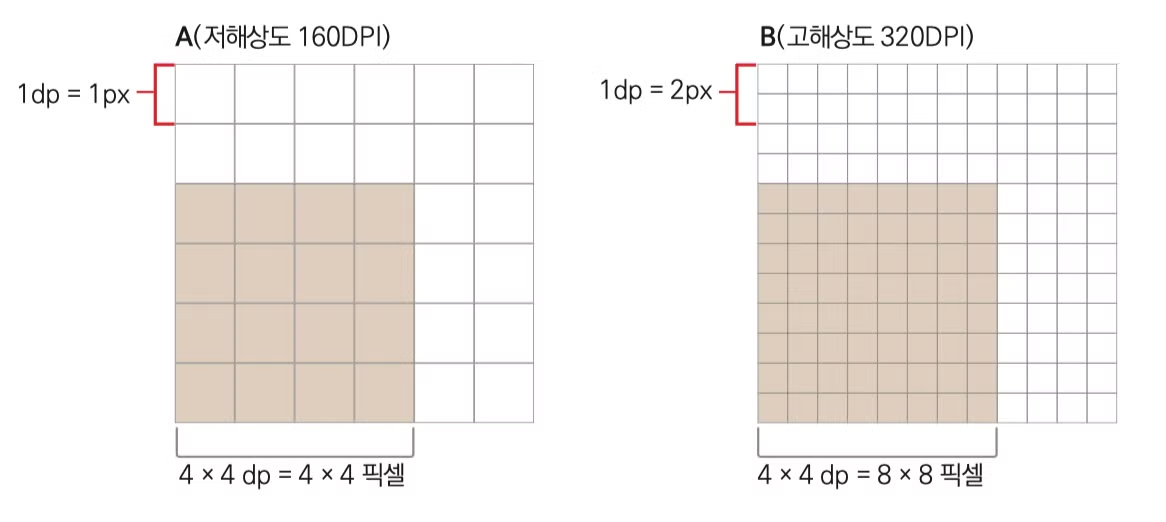 A(저해상도 160DPI)
1dp = 1px
4 × 4 dp = 4 × 4 픽셀
B(고해상도 320DPI)
1dp = 2px
4 × 4 dp = 8 × 8 픽셀